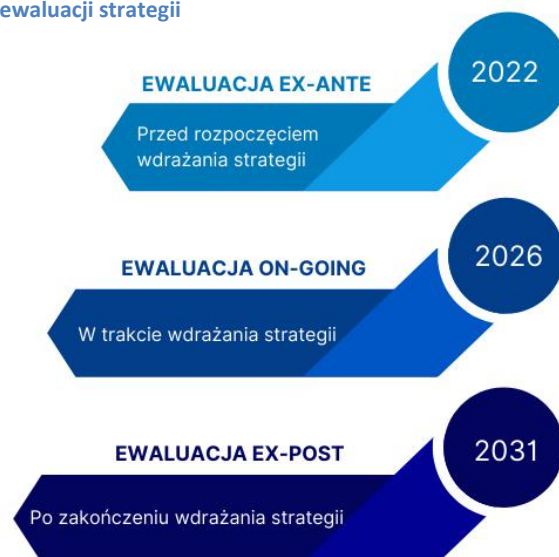 ewaluacji strategii
EWALUACJA EX-ANTE
2022
Przed rozpoczęciem
wdrażania strategii
EWALUACJA ON-GOING
2026
W trakcie wdrażania strategii
EWALUACJA EX-POST
2031
Po zakończeniu wdrażania strategii